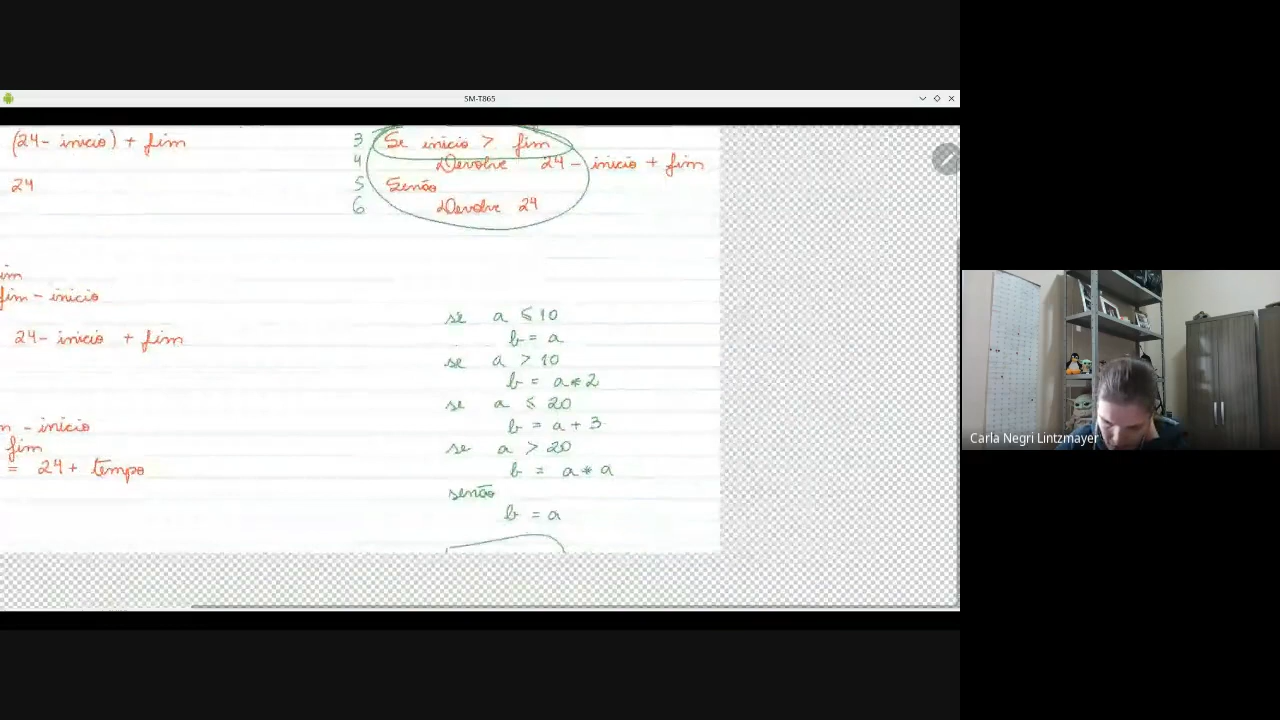 SM-T865
(24 - inicio) + fim
24
im
fim - inicio
24 - inicio + fim
m - inicio
fim
= 24 + tempo
3 Se inicio > fim
4 Devolve 24 - inicio + fim
5 Senão
6 Devolve 24
se a ≤ 10
b = a
se a > 10
b = a * 2
se a ≤ 20
b = a + 3
se a > 20
b = a * a
senão
b = a
Carla Negri Lintzmayer